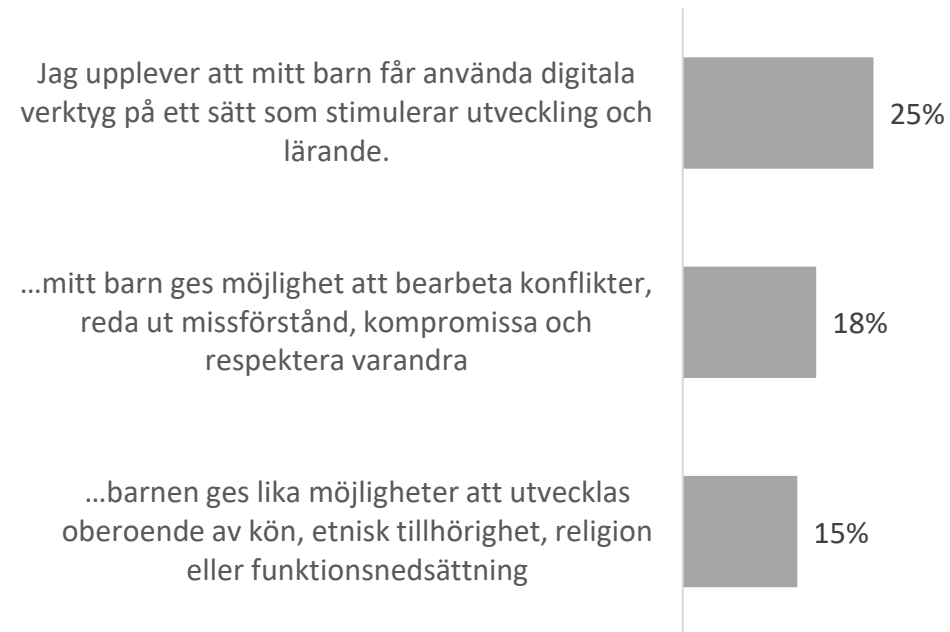 Jag upplever att mitt barn får använda digitala
verktyg på ett sätt som stimulerar utveckling och
lärande.
25%
…mitt barn ges möjlighet att bearbeta konflikter,
reda ut missförstånd, kompromissa och
respektera varandra
18%
…barnen ges lika möjligheter att utvecklas
oberoende av kön, etnisk tillhörighet, religion
eller funktionsnedsättning
15%